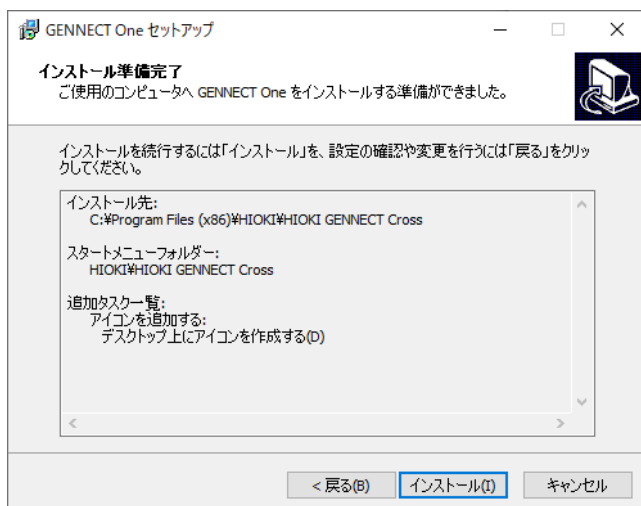 GENNECT One セットアップ
インストール準備完了
ご使用のコンピュータへ GENNECT One をインストールする準備ができました。
インストールを続行するには「インストール」を、設定の確認や変更を行うには「戻る」をクリッ
クしてください。
インストール先:
C:¥Program Files (x86)¥HIOKI¥HIOKI GENNECT Cross
スタートメニューフォルダー:
HIOKI¥HIOKI GENNECT Cross
追加タスク一覧:
アイコンを追加する:
デスクトップ上にアイコンを作成する(D)
< 戻る(B)
インストール(I)
キャンセル